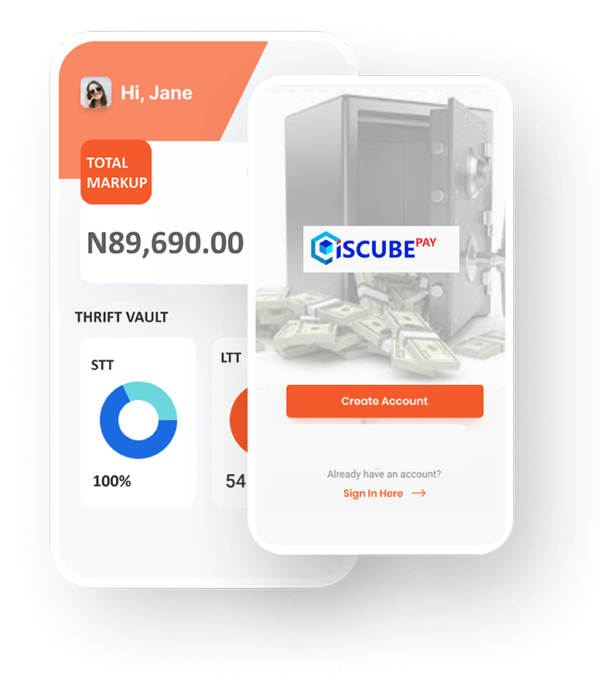 Hi, Jane
TOTAL
MARKUP
N89,690.00
THRIFT VAULT
STT
100%
LTT
54
iSCUBE PAY
Create Account
Already have an account?
Sign In Here